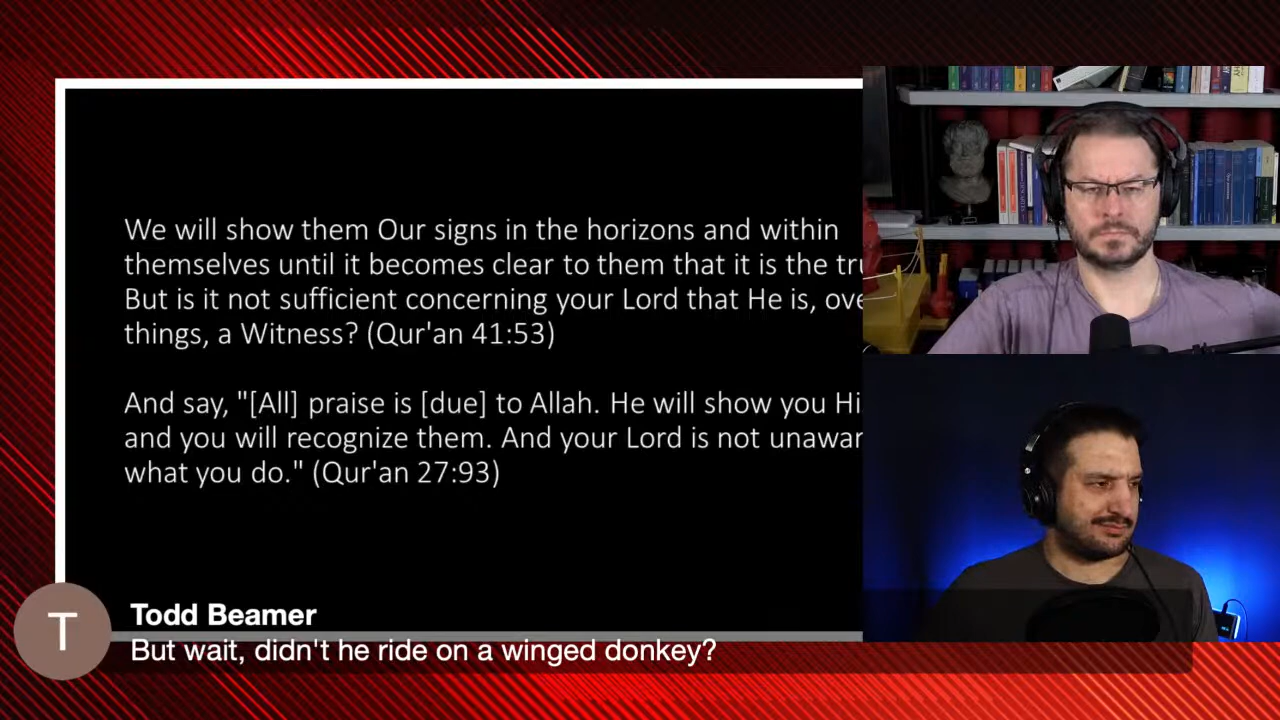 We will show them Our signs in the horizons and within
themselves until it becomes clear to them that it is the
But is it not sufficient concerning your Lord that He is,
things, a Witness? (Qur'an 41:53)
And say, "[All] praise is [due] to Allah. He will show you
and you will recognize them. And your Lord is not
what you do." (Qur'an 27:93)
T
Todd Beamer
But wait, didn't he ride on a winged donkey?